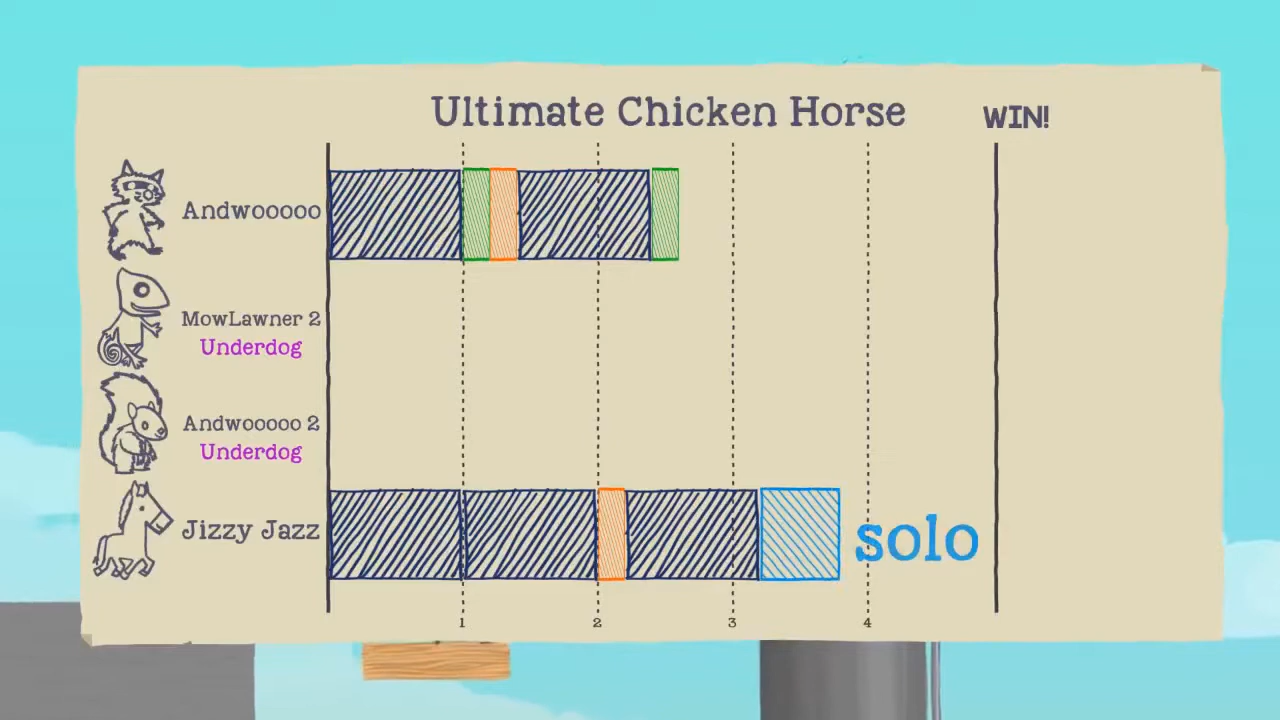 Ultimate Chicken Horse
WIN!
Andwooooo
MowLawner 2
Underdog
Andwooooo 2
Underdog
Jizzy Jazz
solo
1 2 3 4